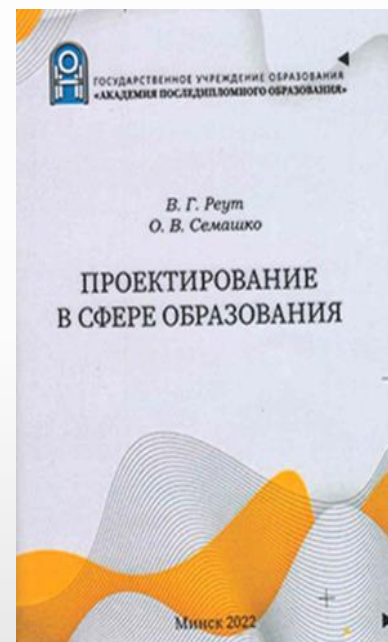 ГОСУДАРСТВЕННОЕ УЧРЕЖДЕНИЕ ОБРАЗОВАНИЯ
«АКАДЕМИЯ ПОСЛЕДИПЛОМНОГО ОБРАЗОВАНИЯ»
В. Г. Реут
О. В. Семашко
ПРОЕКТИРОВАНИЕ
В СФЕРЕ ОБРАЗОВАНИЯ
Минск 2022